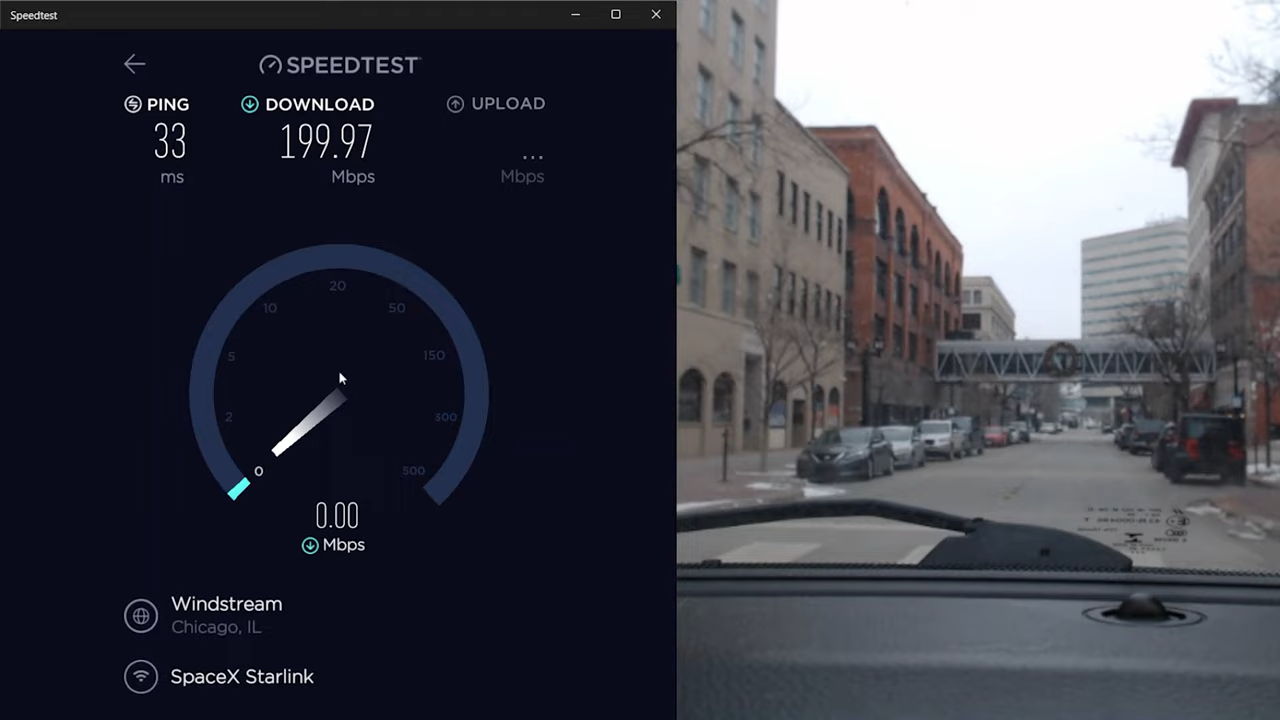 Speedtest
SPEEDTEST
PING
DOWNLOAD
UPLOAD
33
199.97
...
ms
Mbps
Mbps
0
2
5
10
20
50
150
300
500
0.00
Mbps
Windstream
Chicago, IL
SpaceX Starlink